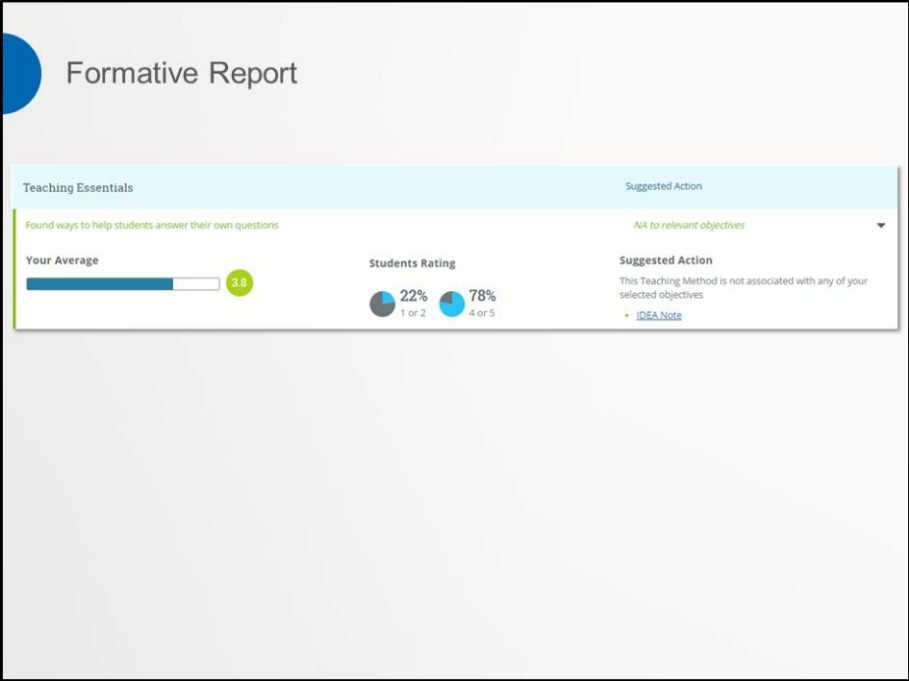 Formative Report
Teaching Essentials
Suggested Action
Found ways to help students answer their own questions
NA to relevant objectives
Your Average
3.8
Students Rating
22%
1 or 2
78%
4 or 5
Suggested Action
This Teaching Method is not associated with any of your
selected objectives
IDEA Note